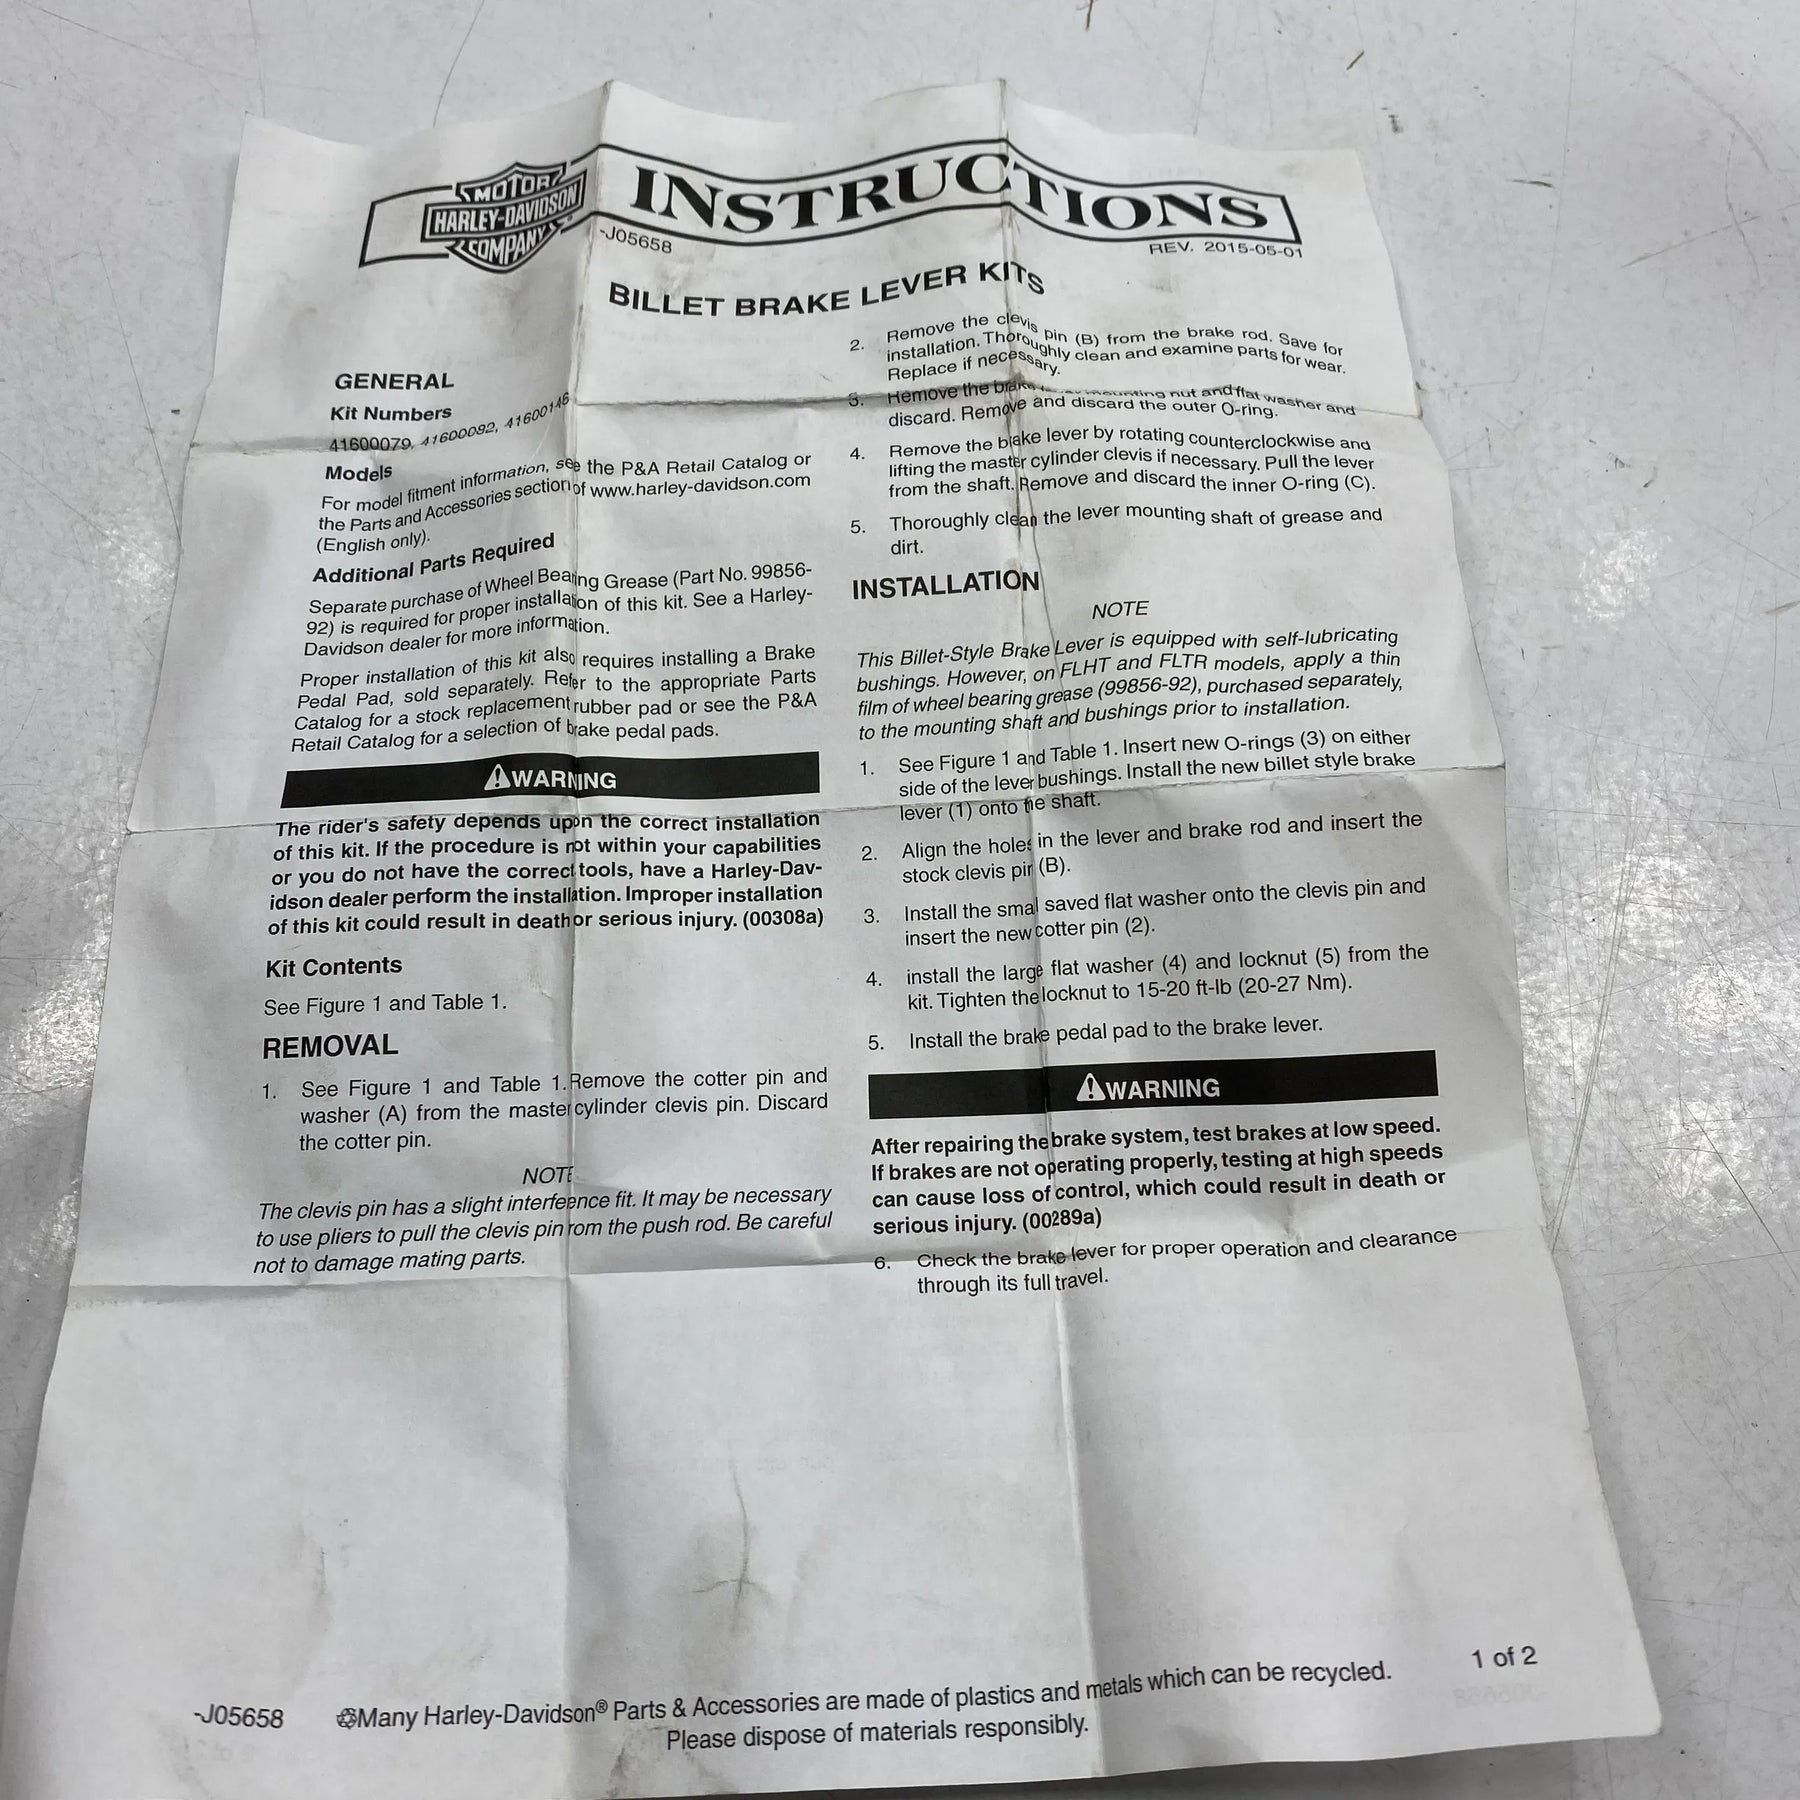 MOTOR
HARLEY-DAVIDSON
COMPANY
INSTRUCTIONS
-J05658
REV. 2015-05-01
BILLET BRAKE LEVER KITS
GENERAL
Kit Numbers
41600079, 41600082, 41600146
Models
For model fitment information, see the P&A Retail Catalog or
the Parts and Accessories section of www.harley-davidson.com
(English only).
Additional Parts Required
Separate purchase of Wheel Bearing Grease (Part No. 99856-
92) is required for proper installation of this kit. See a Harley-
Davidson dealer for more information.
Proper installation of this kit also requires installing a Brake
Pedal Pad, sold separately. Refer to the appropriate Parts
Catalog for a stock replacement rubber pad or see the P&A
Retail Catalog for a selection of brake pedal pads.
WARNING
The rider's safety depends upon the correct installation
of this kit. If the procedure is not within your capabilities
or you do not have the correct tools, have a Harley-Dav-
idson dealer perform the installation. Improper installation
of this kit could result in death or serious injury. (00308a)
Kit Contents
See Figure 1 and Table 1.
REMOVAL
1. See Figure 1 and Table 1. Remove the cotter pin and
washer (A) from the master cylinder clevis pin. Discard
the cotter pin.
NOTE
The clevis pin has a slight interference fit. It may be necessary
to use pliers to pull the clevis pin from the push rod. Be careful
not to damage mating parts.
2. Remove the clevis pin (B) from the brake rod. Save for
installation. Thoroughly clean and examine parts for wear.
Replace if necessary.
3. Remove the brake mounting nut and flat washer and
discard. Remove and discard the outer O-ring.
4. Remove the brake lever by rotating counterclockwise and
lifting the master cylinder clevis if necessary. Pull the lever
from the shaft. Remove and discard the inner O-ring (C).
5. Thoroughly clean the lever mounting shaft of grease and
dirt.
INSTALLATION
NOTE
This Billet-Style Brake Lever is equipped with self-lubricating
bushings. However, on FLHT and FLTR models, apply a thin
film of wheel bearing grease (99856-92), purchased separately,
to the mounting shaft and bushings prior to installation.
1. See Figure 1 and Table 1. Insert new O-rings (3) on either
side of the lever bushings. Install the new billet style brake
lever (1) onto the shaft.
2. Align the holes in the lever and brake rod and insert the
stock clevis pin (B).
3. Install the small saved flat washer onto the clevis pin and
insert the new cotter pin (2).
4. install the large flat washer (4) and locknut (5) from the
kit. Tighten the locknut to 15-20 ft-lb (20-27 Nm).
5. Install the brake pedal pad to the brake lever.
WARNING
After repairing the brake system, test brakes at low speed.
If brakes are not operating properly, testing at high speeds
can cause loss of control, which could result in death or
serious injury. (00289a)
6. Check the brake lever for proper operation and clearance
through its full travel.
-J05658
Many Harley-Davidson® Parts & Accessories are made of plastics and metals which can be recycled.
Please dispose of materials responsibly.
1 of 2